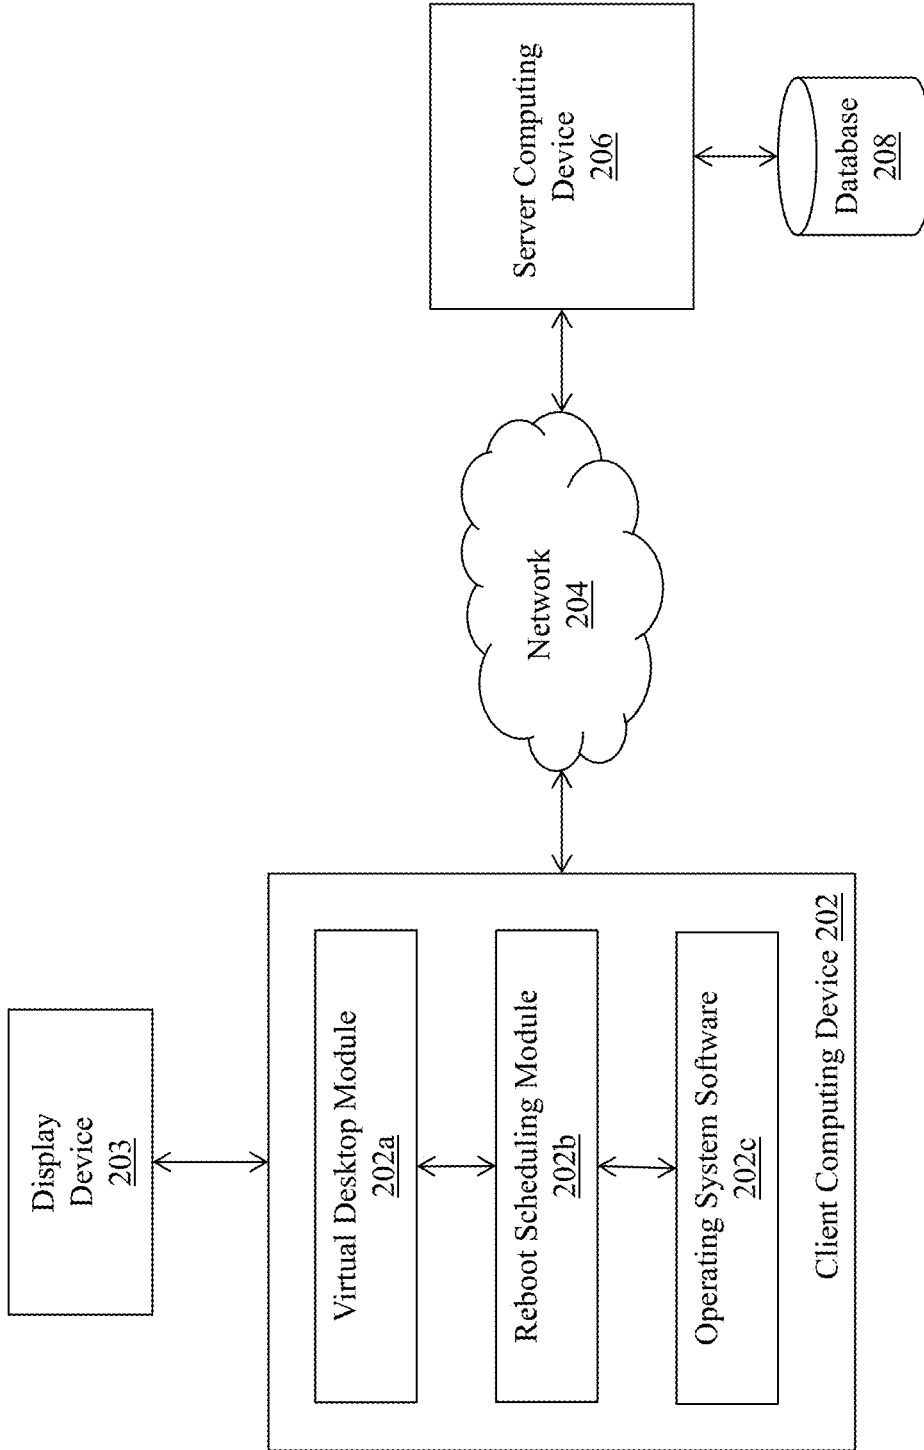 Display
Device
203
Virtual Desktop Module
202a
Reboot Scheduling Module
202b
Operating System Software
202c
Client Computing Device 202
Network
204
Server Computing
Device
206
Database
208